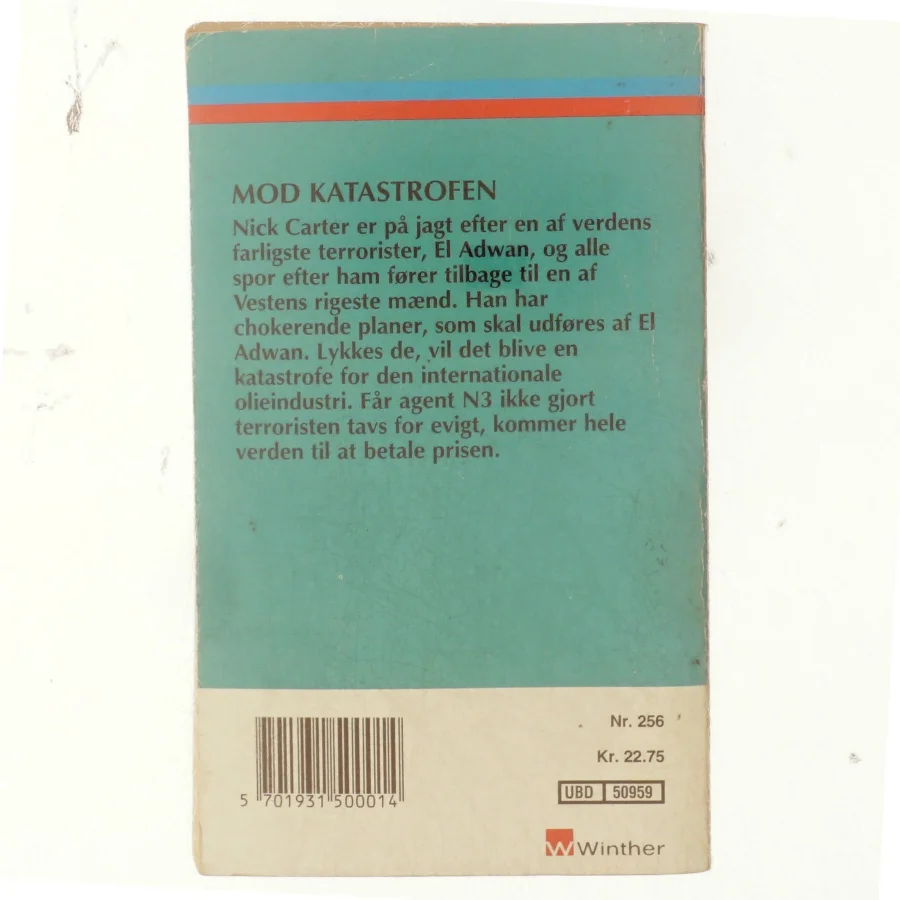 MOD KATASTROFEN
Nick Carter er på jagt efter en af verdens
farligste terrorister, El Adwan, og alle
spor efter ham fører tilbage til en af
Vestens rigeste mænd. Han har
chokerende planer, som skal udføres af El
Adwan. Lykkes de, vil det blive en
katastrofe for den internationale
olieindustri. Får agent N3 ikke gjort
terroristen tavs for evigt, kommer hele
verden til at betale prisen.
Nr. 256
Kr. 22.75
UBD 50959
5 701931 500014
W Winther